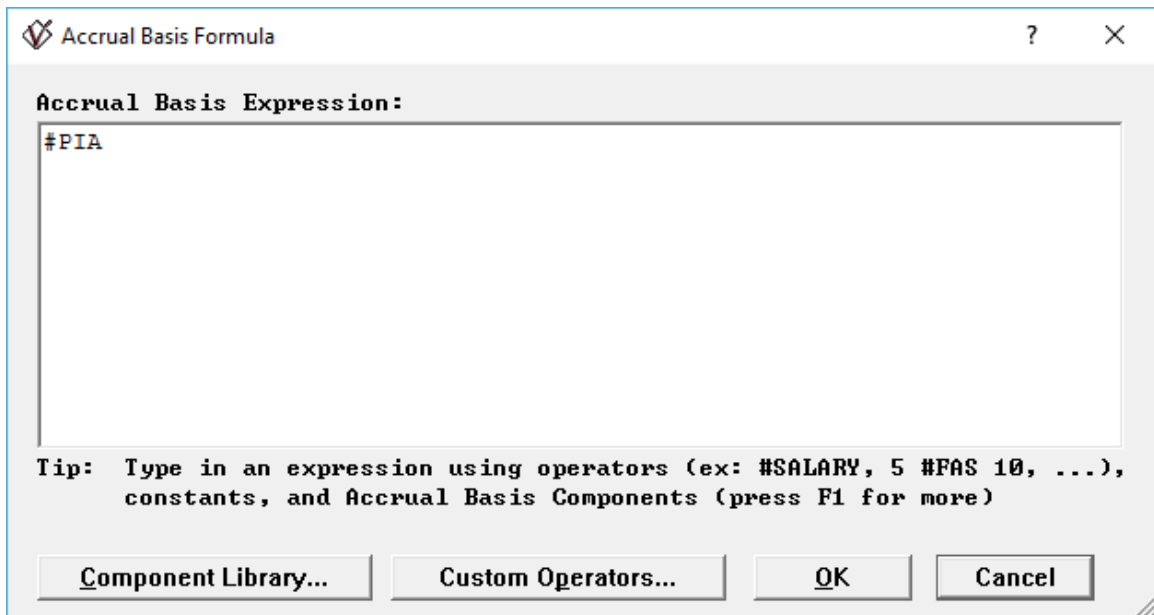 Accrual Basis Formula
?
Accrual Basis Expression:
#PIA
Tip: Type in an expression using operators (ex: #SALARY, 5 #FAS 10, ...),
constants, and Accrual Basis Components (press F1 for more)
Component Library... Custom Operators... OK Cancel